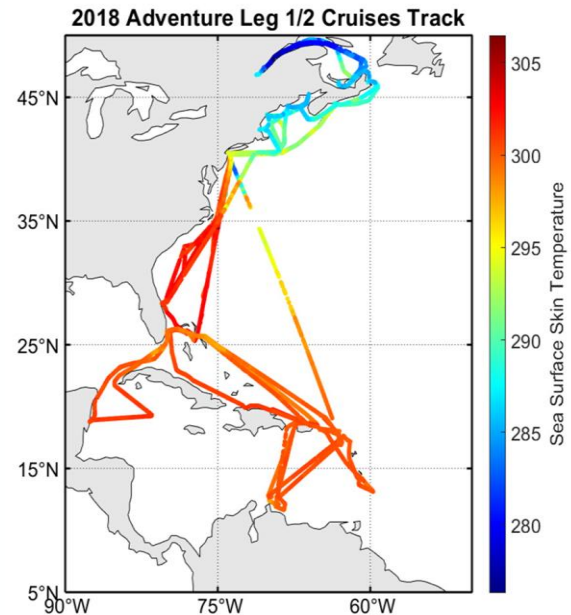 2018 Adventure Leg 1/2 Cruises Track
45°N
35°N
25°N
15°N
5°N
90°W
75°W
60°W
305
300
295
290
285
280
Sea Surface Skin Temperature